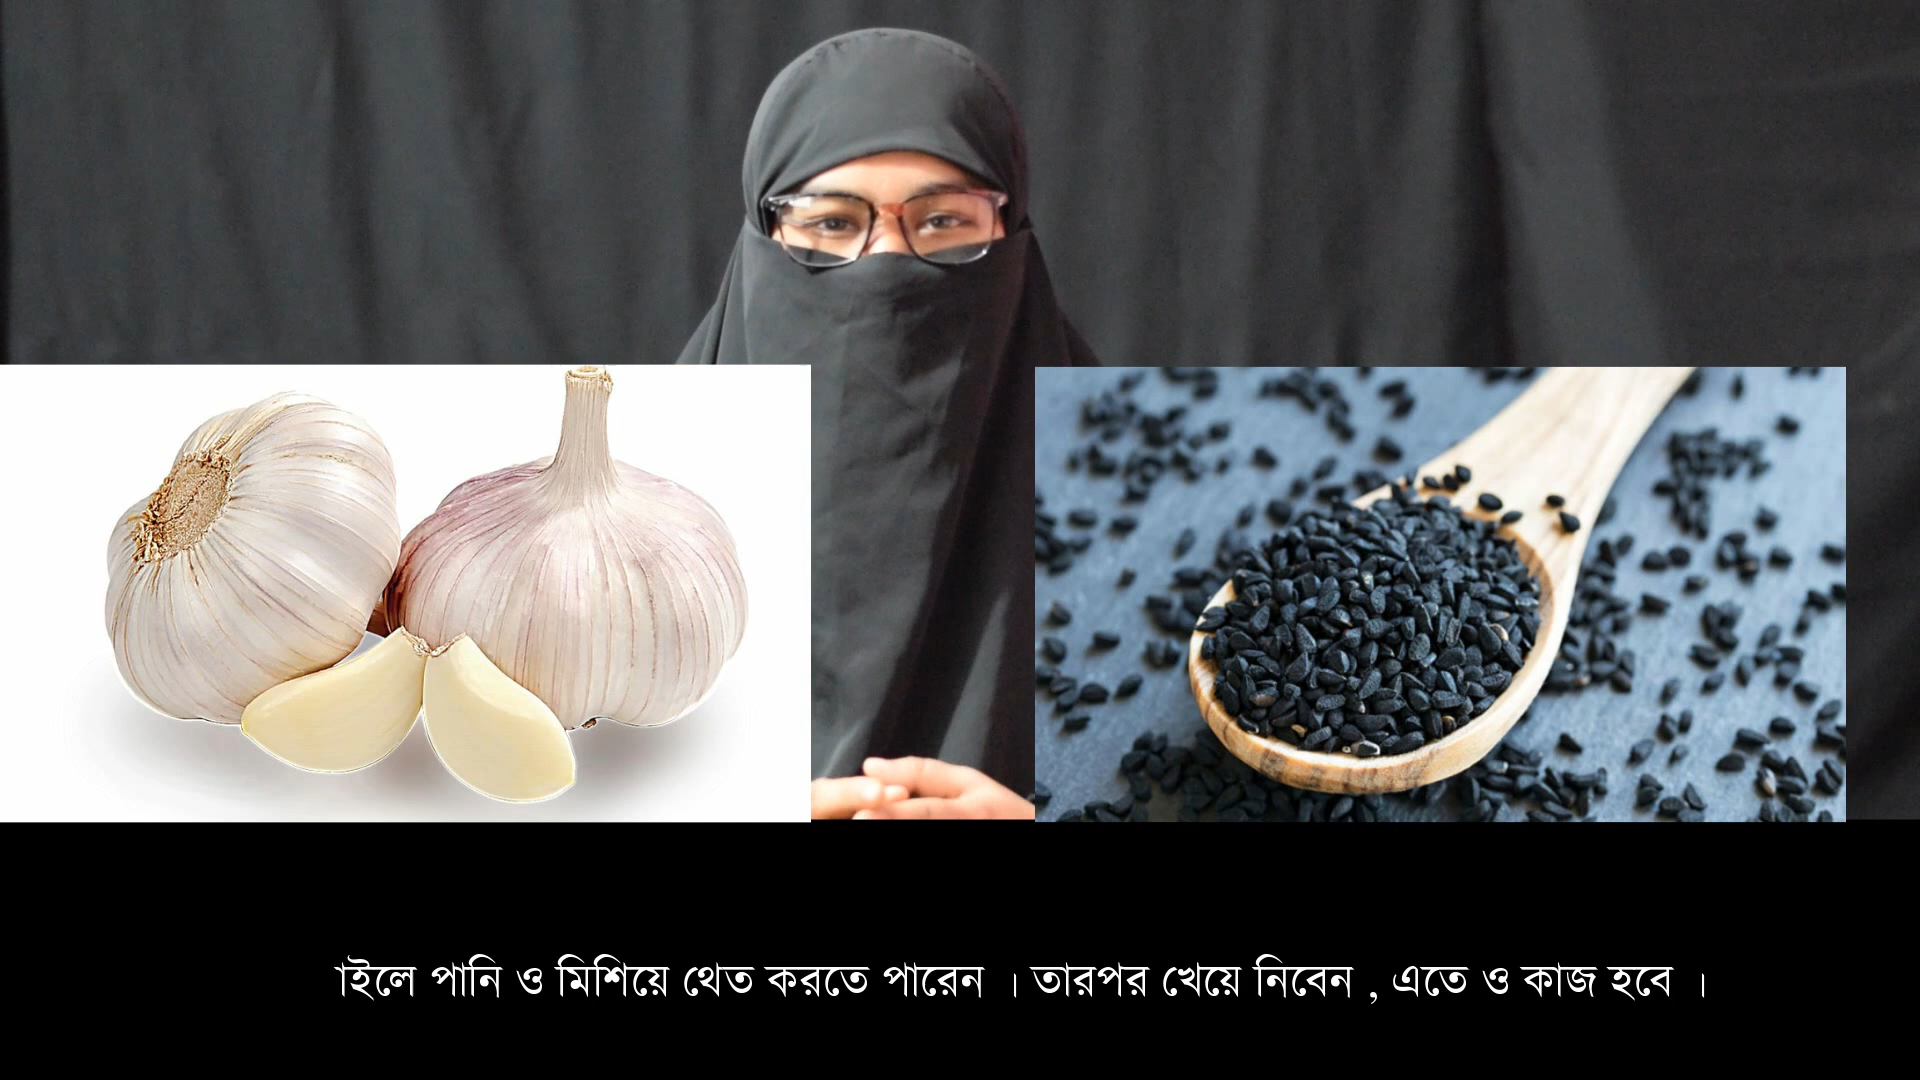 াইলে পানি ও মিশিয়ে থেত করতে পারেন । তারপর খেয়ে নিবেন , এতে ও কাজ হবে ।